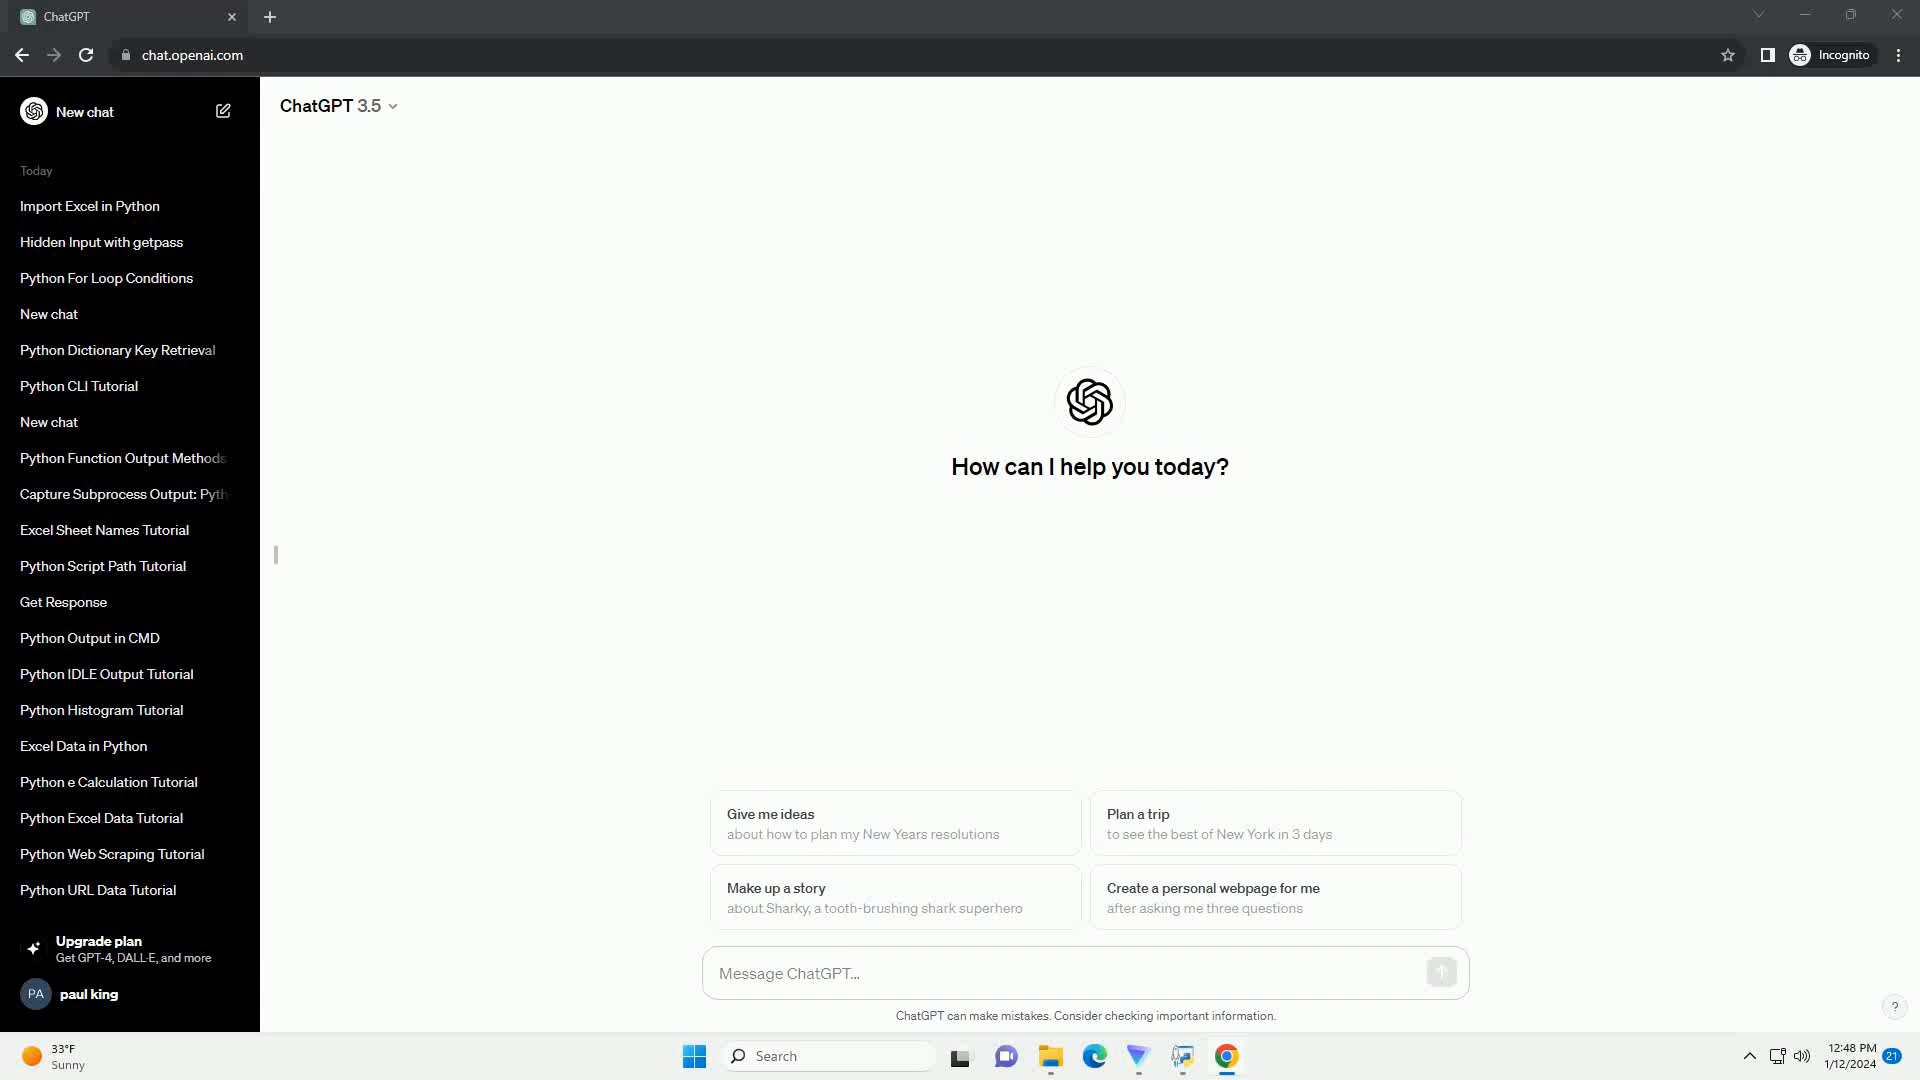 ChatGPT
chat.openai.com
Incognito
New chat
ChatGPT 3.5
Today
Import Excel in Python
Hidden Input with getpass
Python For Loop Conditions
New chat
Python Dictionary Key Retrieval
Python CLI Tutorial
New chat
Python Function Output Methods
Capture Subprocess Output: Pyth
Excel Sheet Names Tutorial
Python Script Path Tutorial
Get Response
Python Output in CMD
Python IDLE Output Tutorial
Python Histogram Tutorial
Excel Data in Python
Python e Calculation Tutorial
Python Excel Data Tutorial
Python Web Scraping Tutorial
Python URL Data Tutorial
Upgrade plan
Get GPT-4, DALL·E, and more
PA paul king
How can I help you today?
Give me ideas
about how to plan my New Years resolutions
Plan a trip
to see the best of New York in 3 days
Make up a story
about Sharky, a tooth-brushing shark superhero
Create a personal webpage for me
after asking me three questions
Message ChatGPT...
ChatGPT can make mistakes. Consider checking important information.
?
33°F
Sunny
Search
12:48 PM
1/12/2024
21